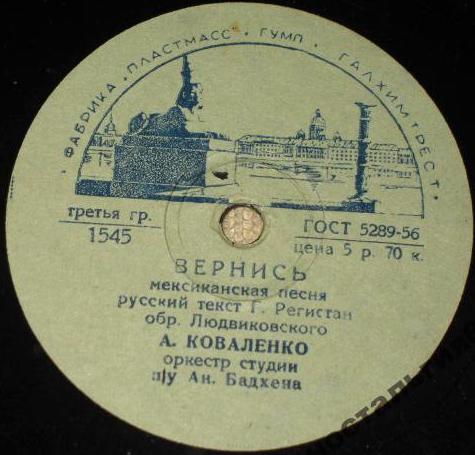 ФАБРИКА · ПЛАСТМАСС · ГУМП · ГАЛХИМТРЕСТ ·
третья гр.
1545
ГОСТ 5289-56
цена 5 р. 70 к.
ВЕРНИСЬ
мексиканская песня
русский текст Г. Регистан
обр. Людвиковского
А. КОВАЛЕНКО
оркестр студии
п/у Ан. Бадхена